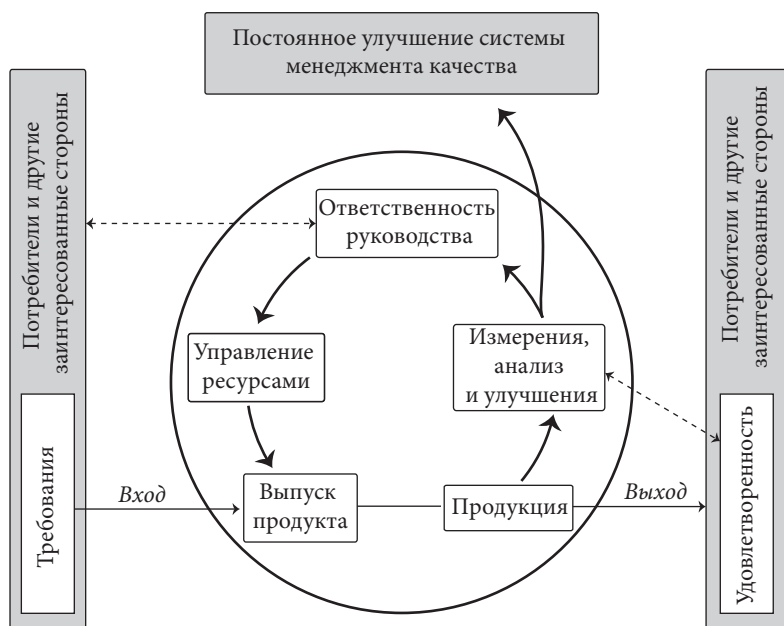 Постоянное улучшение системы
менеджмента качества
Потребители и другие
заинтересованные стороны
Требования
Ответственность
руководства
Управление
ресурсами
Измерения,
анализ
и улучшения
Вход
Выпуск
продукта
Продукция
Выход
Потребители и другие
заинтересованные стороны
Удовлетворенность